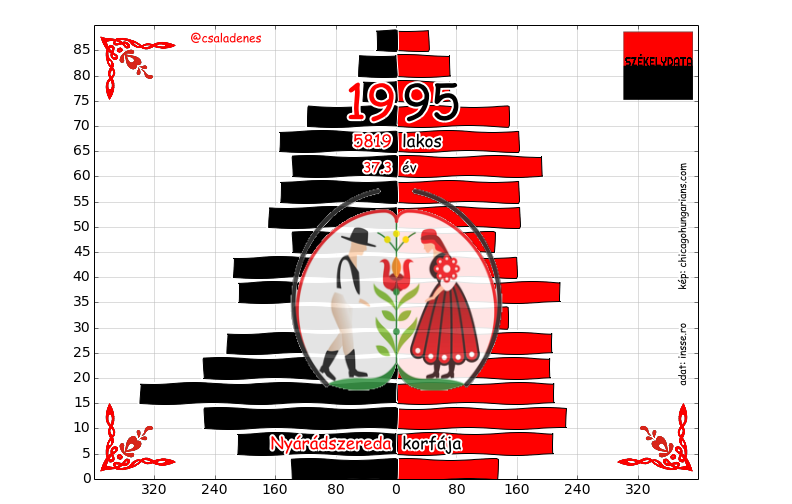 @csaladenes
SZÉKELYDATA
1995
5819 lakos
37.3 év
kép: chicagohungarians.com
adat: insse.ro
Nyárádszereda korfája
85
80
75
70
65
60
55
50
45
40
35
30
25
20
15
10
5
0
320 240 160 80 0 80 160 240 320